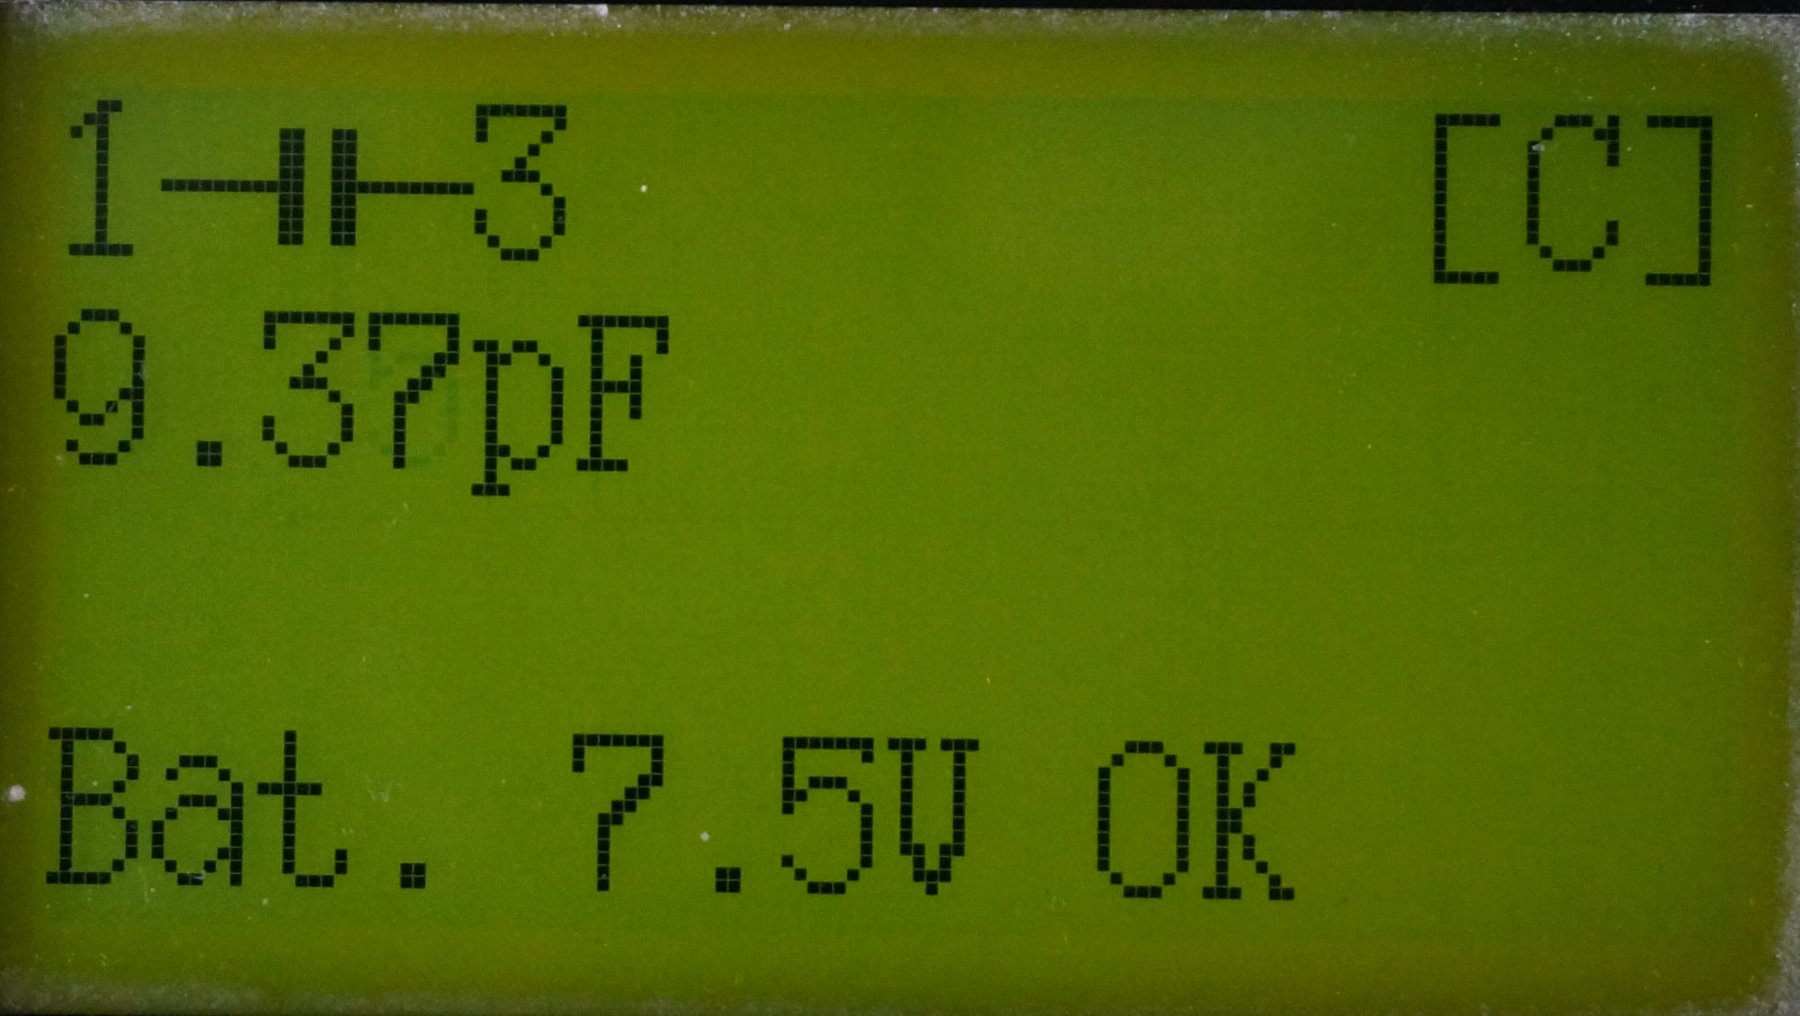 1⊣⊢3 [C]
9.37pF
Bat. 7.5V OK